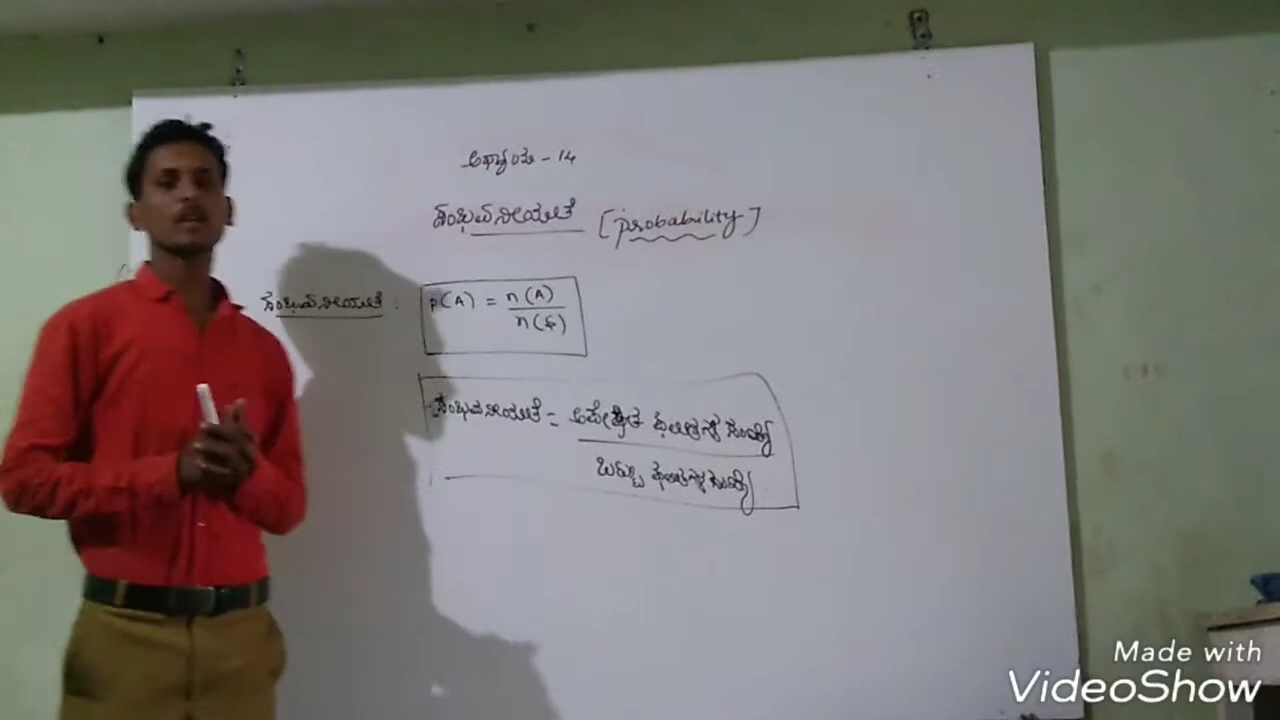 ಅಧ್ಯಾಯ - 14
ಸಂಭವನೀಯತೆ [probability]
ಸಂಭವನೀಯತೆ : P(A) = n(A) / n(S)
ಸಂಭವನೀಯತೆ = ಅಪೇಕ್ಷಿತ ಫಲಿತಗಳ ಸಂಖ್ಯೆ
ಒಟ್ಟು ಫಲಿತಗಳ ಸಂಖ್ಯೆ
Made with
VideoShow